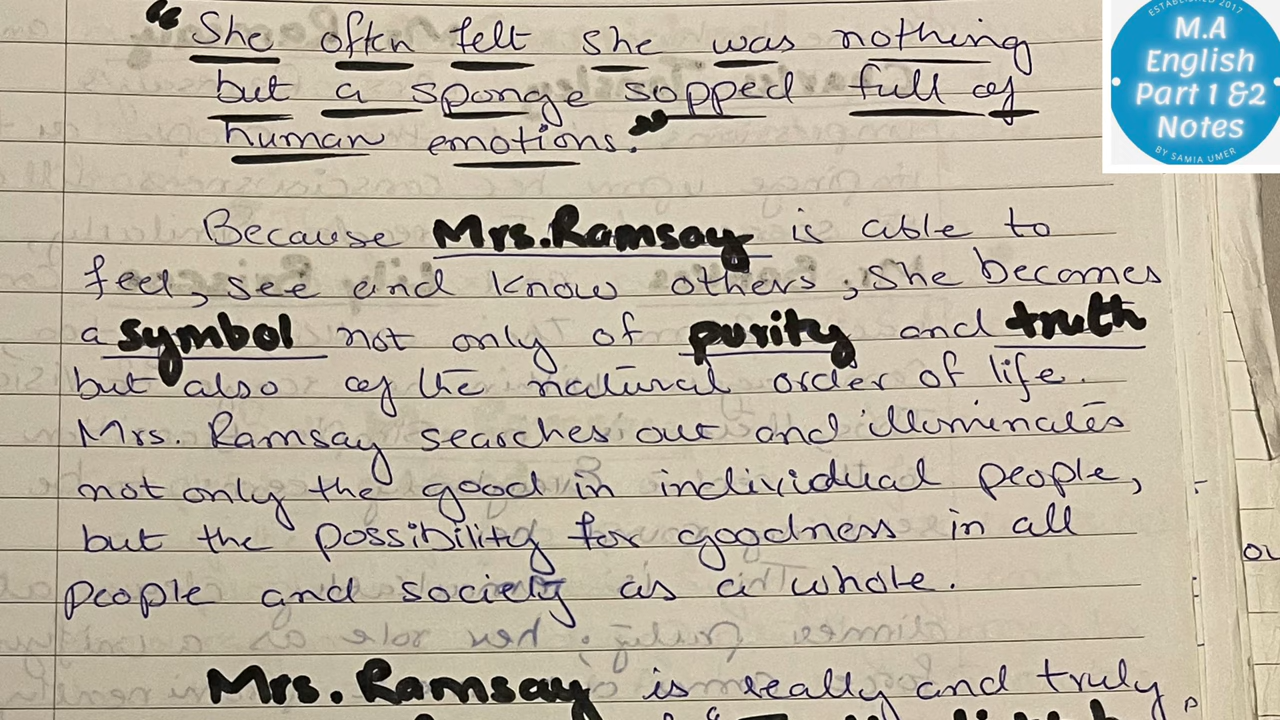 "She often felt she was nothing
but a sponge sopped full of
human emotions."
Because Mrs. Ramsay is able to
feel, see and know others, she becomes
a symbol not only of purity and truth
but also of the natural order of life.
Mrs. Ramsay searches out and illuminates
not only the good in individual people,
but the possibility for goodness in all
people and society as a whole.
Mrs. Ramsay is really and truly,
ESTABLISHED 2017
M.A
English
Part 1 &2
Notes
BY SAMIA UMER